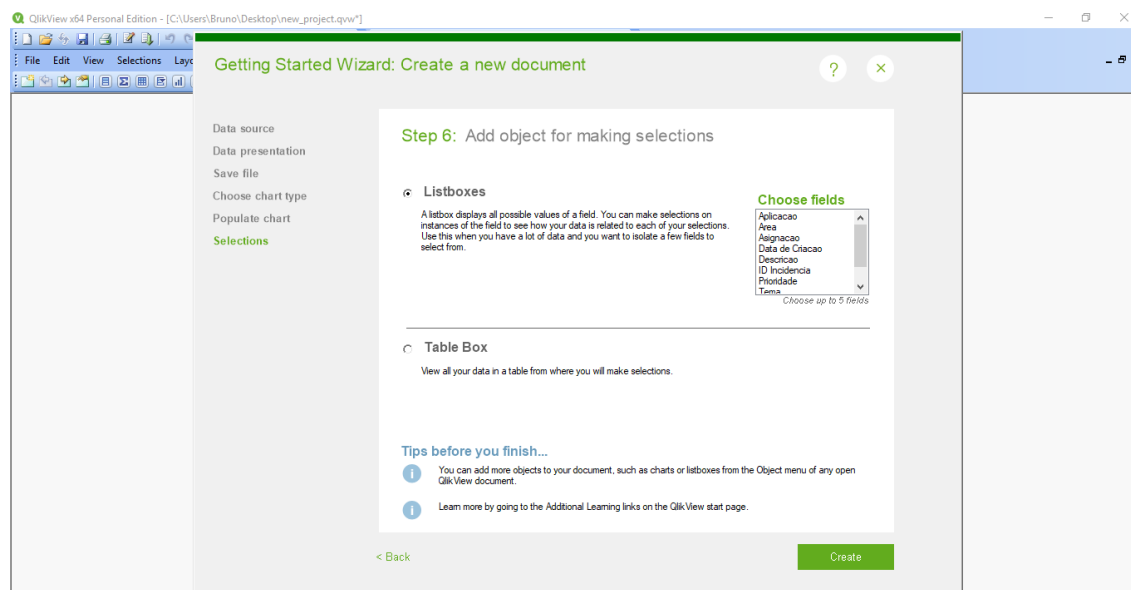 QlikView x64 Personal Edition - [C:\Users\Bruno\Desktop\new_project.qvw*]
File Edit View Selections Layo
Getting Started Wizard: Create a new document
?
Data source
Data presentation
Save file
Choose chart type
Populate chart
Selections
Step 6: Add object for making selections
Listboxes
A listbox displays all possible values of a field. You can make selections on
instances of the field to see how your data is related to each of your selections.
Use this when you have a lot of data and you want to isolate a few fields to
select from.
Choose fields
Aplicacao
Area
Asignacao
Data de Criacao
Descricao
ID Incidencia
Prioridade
Tema
Choose up to 5 fields
Table Box
View all your data in a table from where you will make selections.
Tips before you finish...
You can add more objects to your document, such as charts or listboxes from the Object menu of any open
QlikView document.
Learn more by going to the Additional Learning links on the QlikView start page.
< Back
Create